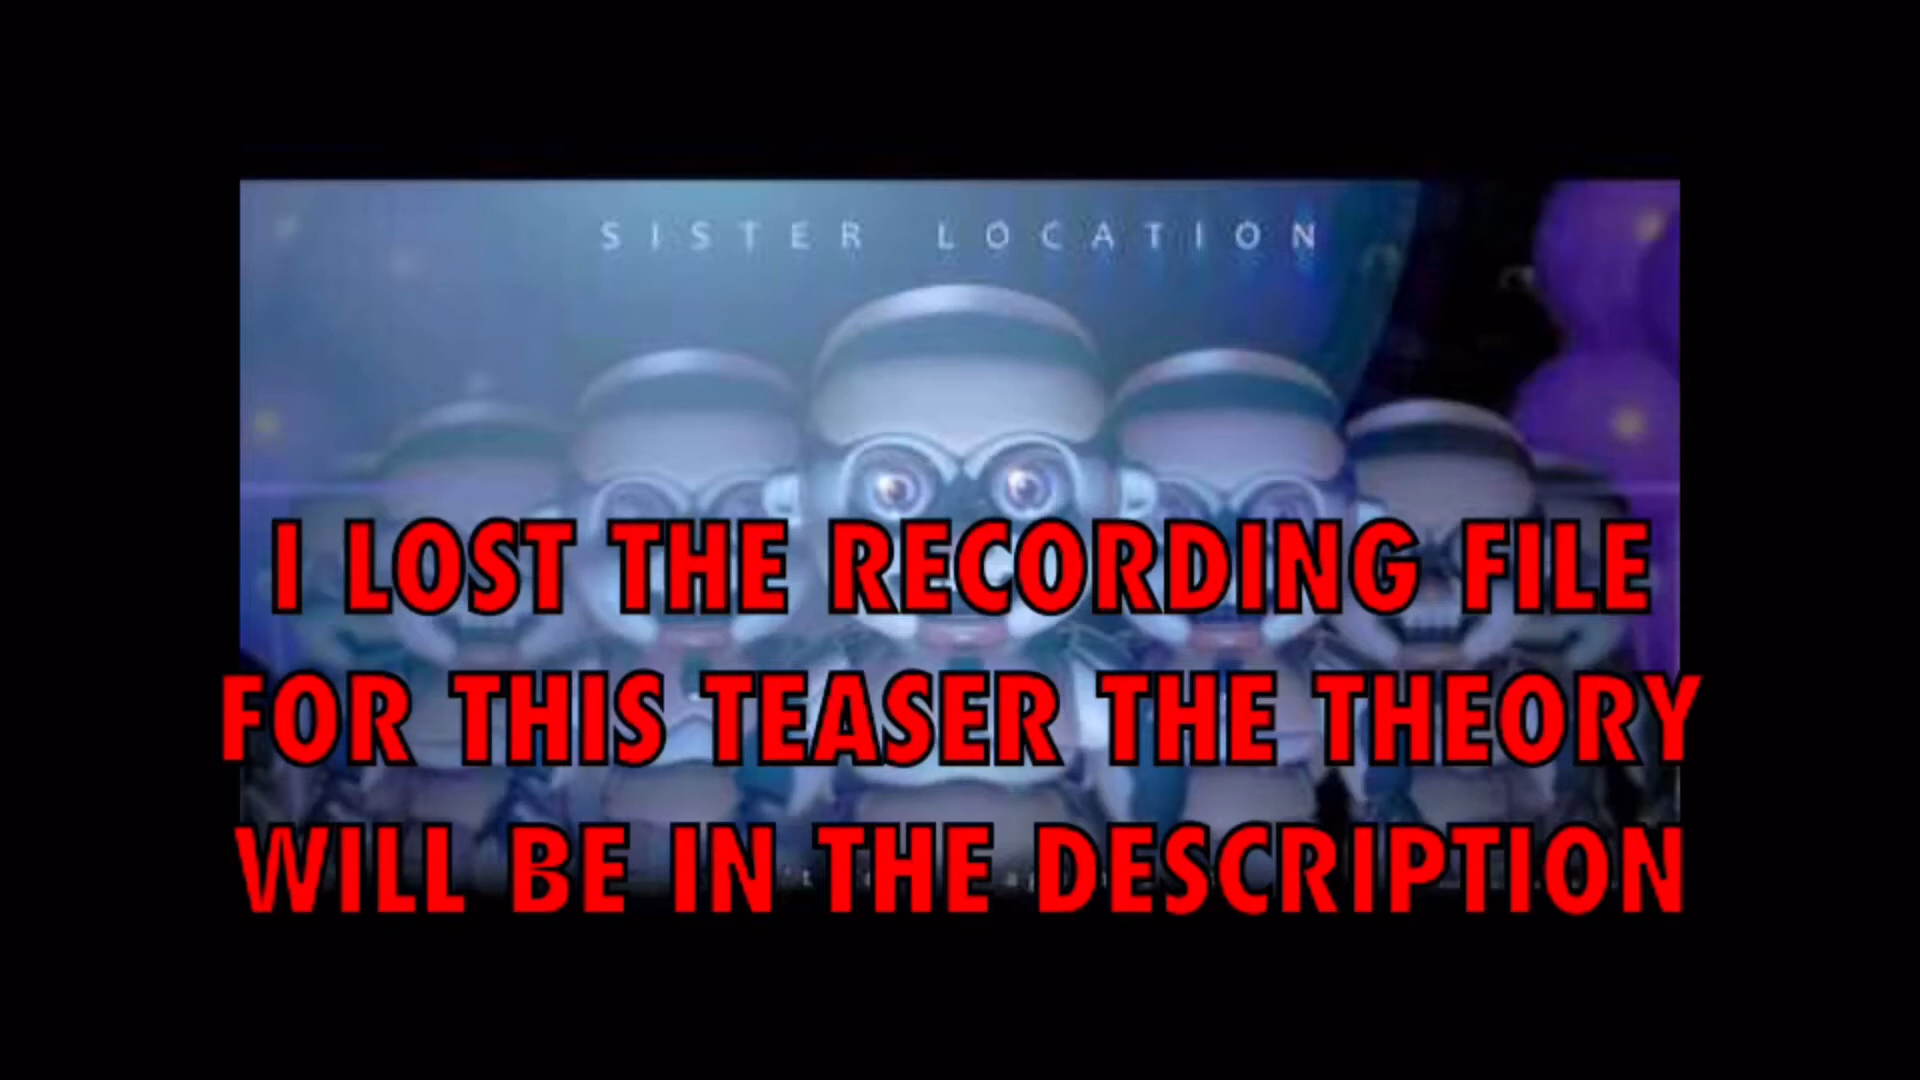 SISTER LOCATION
I LOST THE RECORDING FILE
FOR THIS TEASER THE THEORY
WILL BE IN THE DESCRIPTION